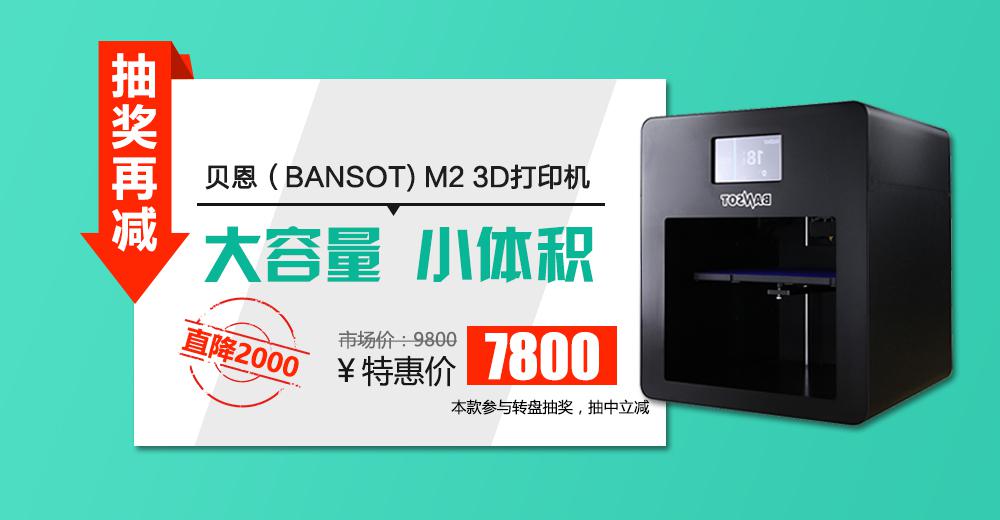 抽奖再减
贝恩（BANSOT) M2 3D打印机
大容量 小体积
直降2000
市场价：9800
￥特惠价 7800
本款参与转盘抽奖，抽中立减
18
BANSOT